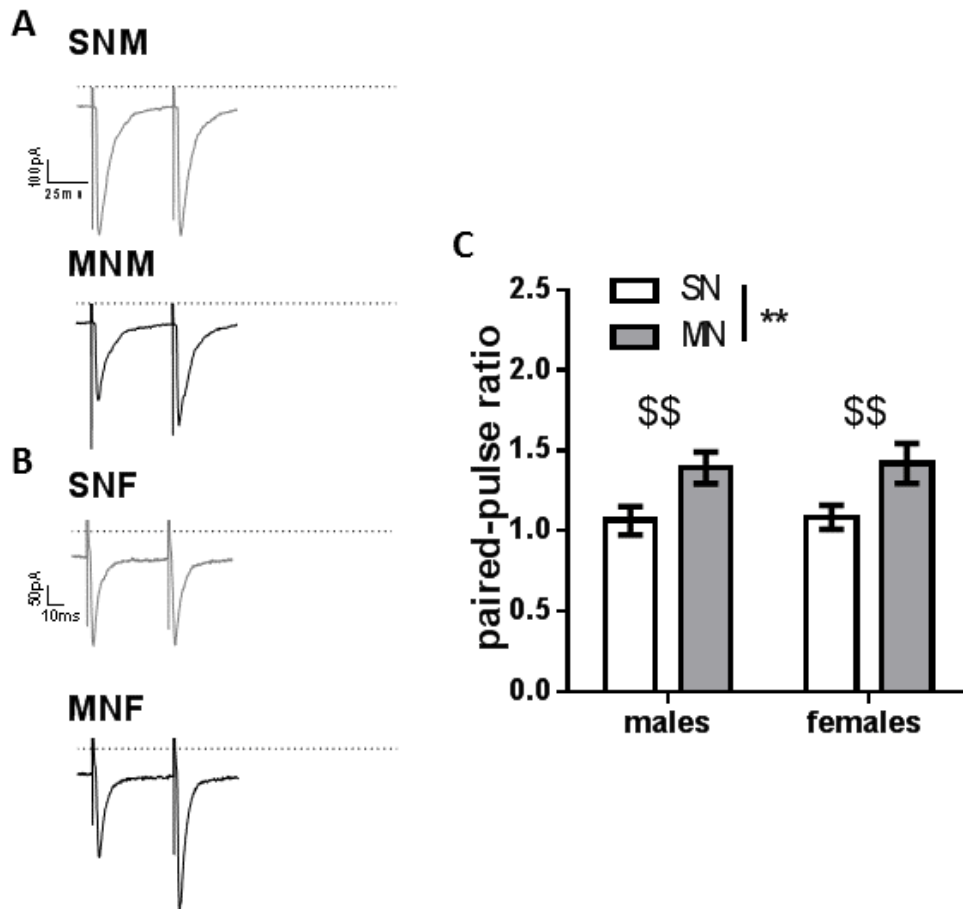 A
SNM
100pA
25m
MNM
B
SNF
50pA
10ms
MNF
C
SN
MN
**
paired-pulse ratio
2.5
2.0
1.5
1.0
0.5
0.0
$$ $$
males females